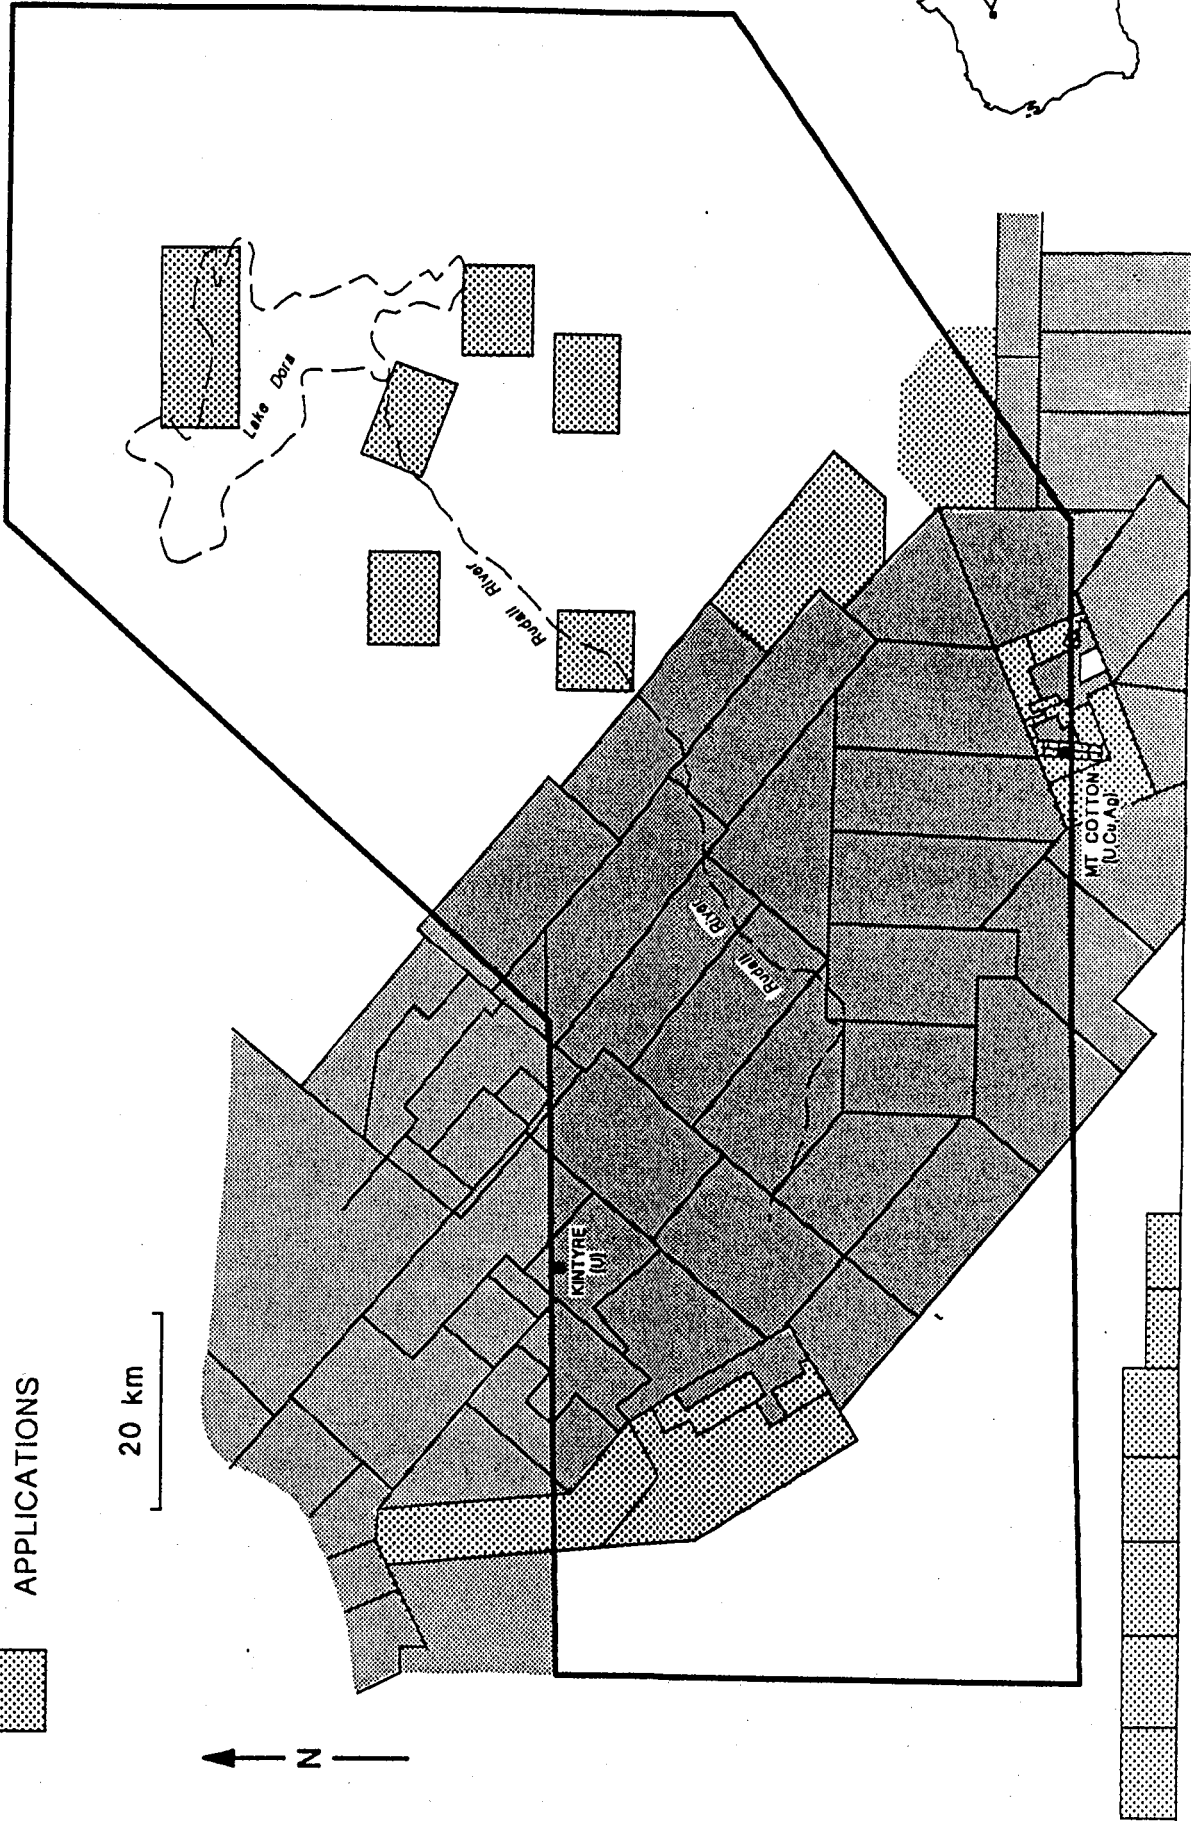 APPLICATIONS
20 km
N
Lake Dora
Rudall River
Rudall River
KINTYRE
(U)
MT COTTON
(U,Cu,Ag)